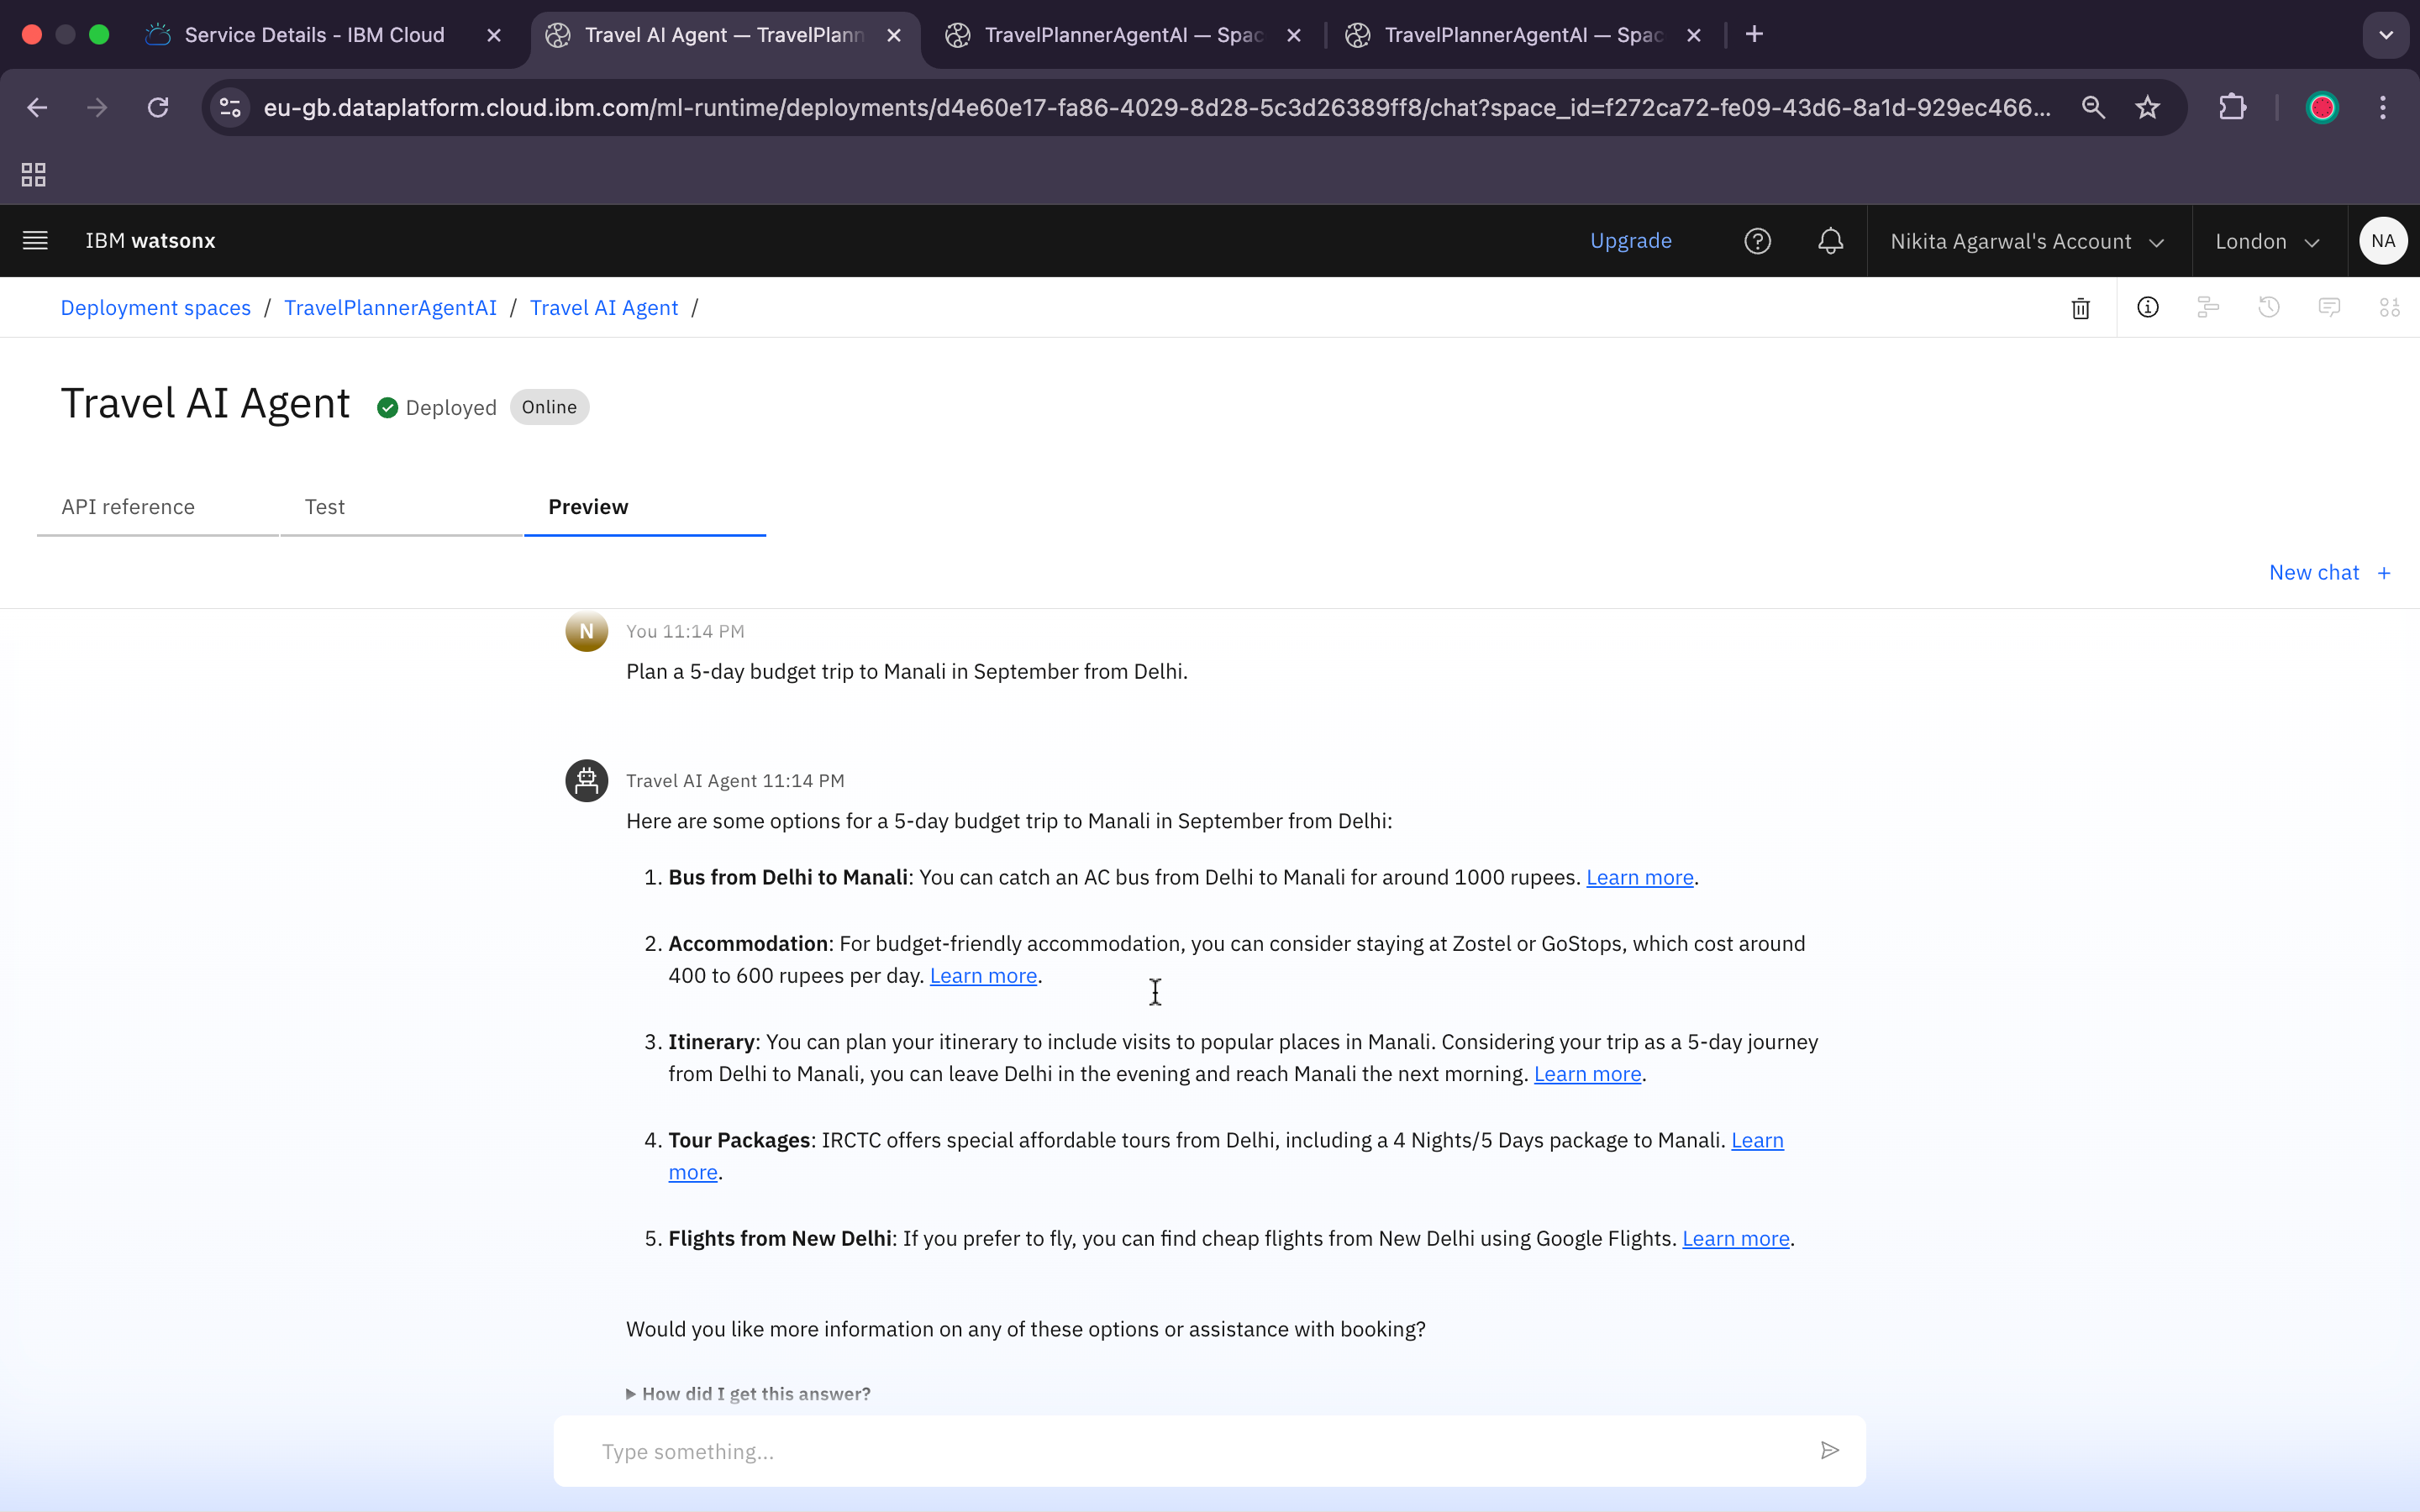 Service Details - IBM Cloud
Travel AI Agent — TravelPlann
TravelPlannerAgentAI — Spac
TravelPlannerAgentAI — Spac
eu-gb.dataplatform.cloud.ibm.com/ml-runtime/deployments/d4e60e17-fa86-4029-8d28-5c3d26389ff8/chat?space_id=f272ca72-fe09-43d6-8a1d-929ec466...
IBM watsonx
Upgrade
Nikita Agarwal's Account
London
NA
Deployment spaces / TravelPlannerAgentAI / Travel AI Agent /
Travel AI Agent
Deployed
Online
API reference
Test
Preview
New chat +
N
You 11:14 PM
Plan a 5-day budget trip to Manali in September from Delhi.
Travel AI Agent 11:14 PM
Here are some options for a 5-day budget trip to Manali in September from Delhi:
1. Bus from Delhi to Manali: You can catch an AC bus from Delhi to Manali for around 1000 rupees. Learn more.
2. Accommodation: For budget-friendly accommodation, you can consider staying at Zostel or GoStops, which cost around
400 to 600 rupees per day. Learn more.
3. Itinerary: You can plan your itinerary to include visits to popular places in Manali. Considering your trip as a 5-day journey
from Delhi to Manali, you can leave Delhi in the evening and reach Manali the next morning. Learn more.
4. Tour Packages: IRCTC offers special affordable tours from Delhi, including a 4 Nights/5 Days package to Manali. Learn
more.
5. Flights from New Delhi: If you prefer to fly, you can find cheap flights from New Delhi using Google Flights. Learn more.
Would you like more information on any of these options or assistance with booking?
How did I get this answer?
Type something...